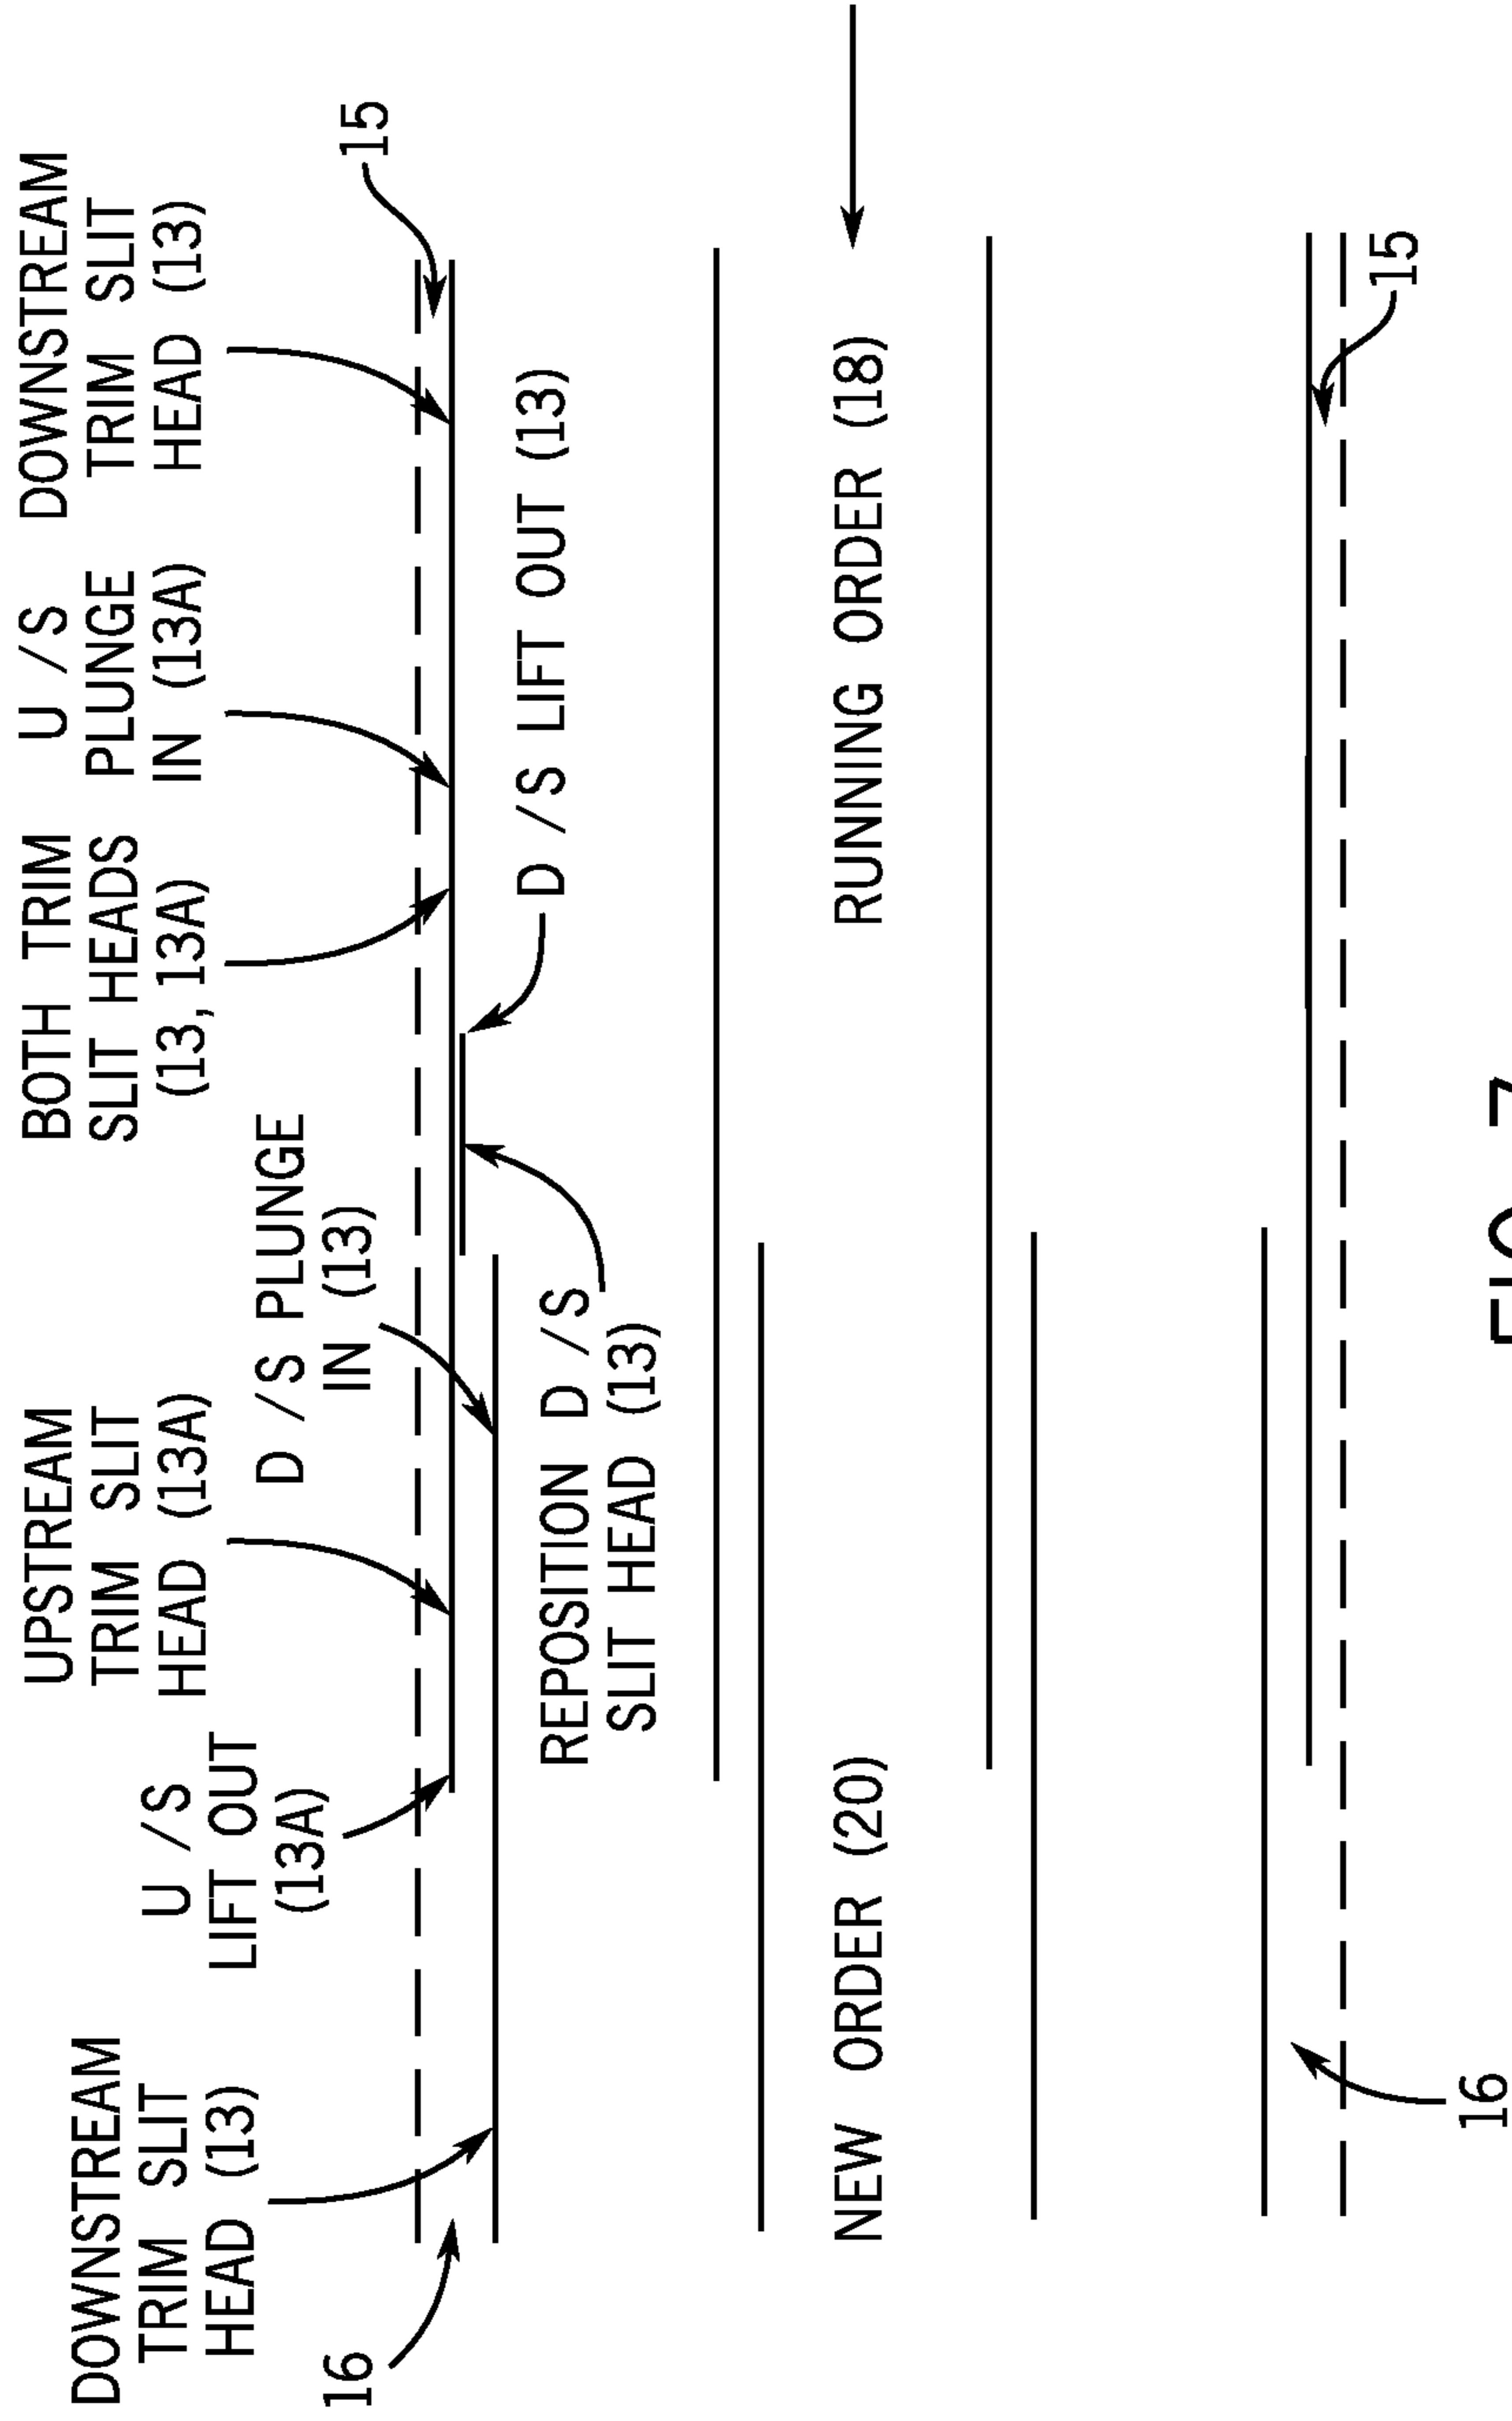 DOWNSTREAM
TRIM SLIT
HEAD (13)
U/S
LIFT OUT
(13A)
UPSTREAM
TRIM SLIT
HEAD (13A)
D/S PLUNGE
IN (13)
BOTH TRIM
SLIT HEADS
(13, 13A)
U/S
PLUNGE
IN (13A)
DOWNSTREAM
TRIM SLIT
HEAD (13)
16
15
REPOSITION D/S
SLIT HEAD (13)
D/S LIFT OUT (13)
NEW ORDER (20)
RUNNING ORDER (18)
16
15